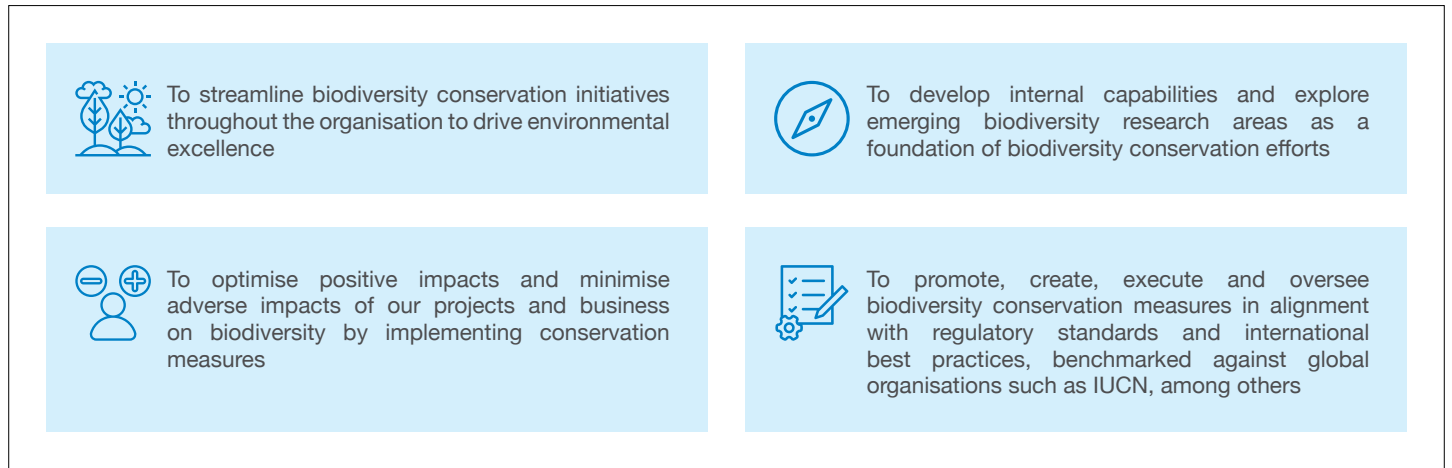 To streamline biodiversity conservation initiatives
throughout the organisation to drive environmental
excellence
To develop internal capabilities and explore
emerging biodiversity research areas as a
foundation of biodiversity conservation efforts
To optimise positive impacts and minimise
adverse impacts of our projects and business
on biodiversity by implementing conservation
measures
To promote, create, execute and oversee
biodiversity conservation measures in alignment
with regulatory standards and international
best practices, benchmarked against global
organisations such as IUCN, among others